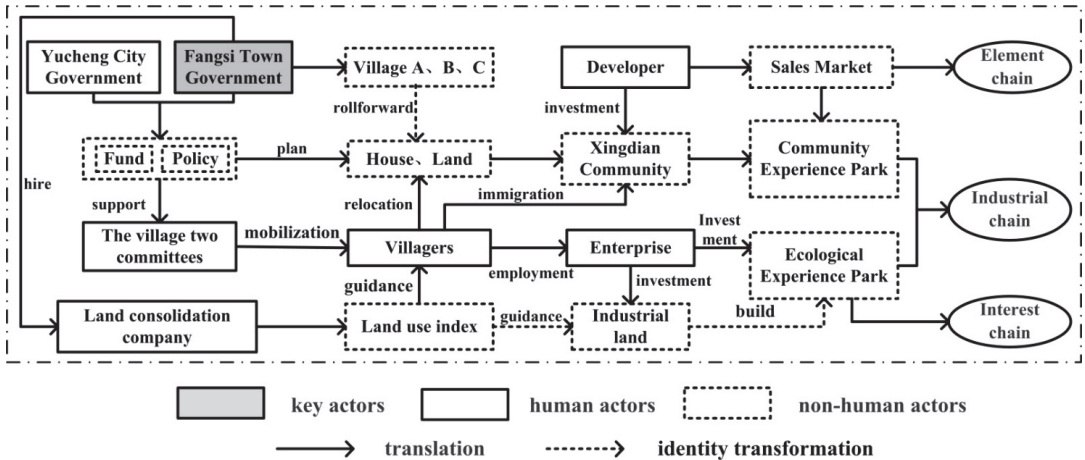 Yucheng City
Government
Fangsi Town
Government
Village A、B、C
Developer
Sales Market
Element
chain
rollforward
investment
Fund
Policy
plan
House、Land
Xingdian
Community
Community
Experience Park
hire
support
relocation
immigration
Industrial
chain
The village two
committees
mobilization
Villagers
employment
Enterprise
Invest
ment
Ecological
Experience Park
guidance
investment
Land consolidation
company
Land use index
guidance
Industrial
land
build
Interest
chain
key actors
human actors
non-human actors
translation
identity transformation